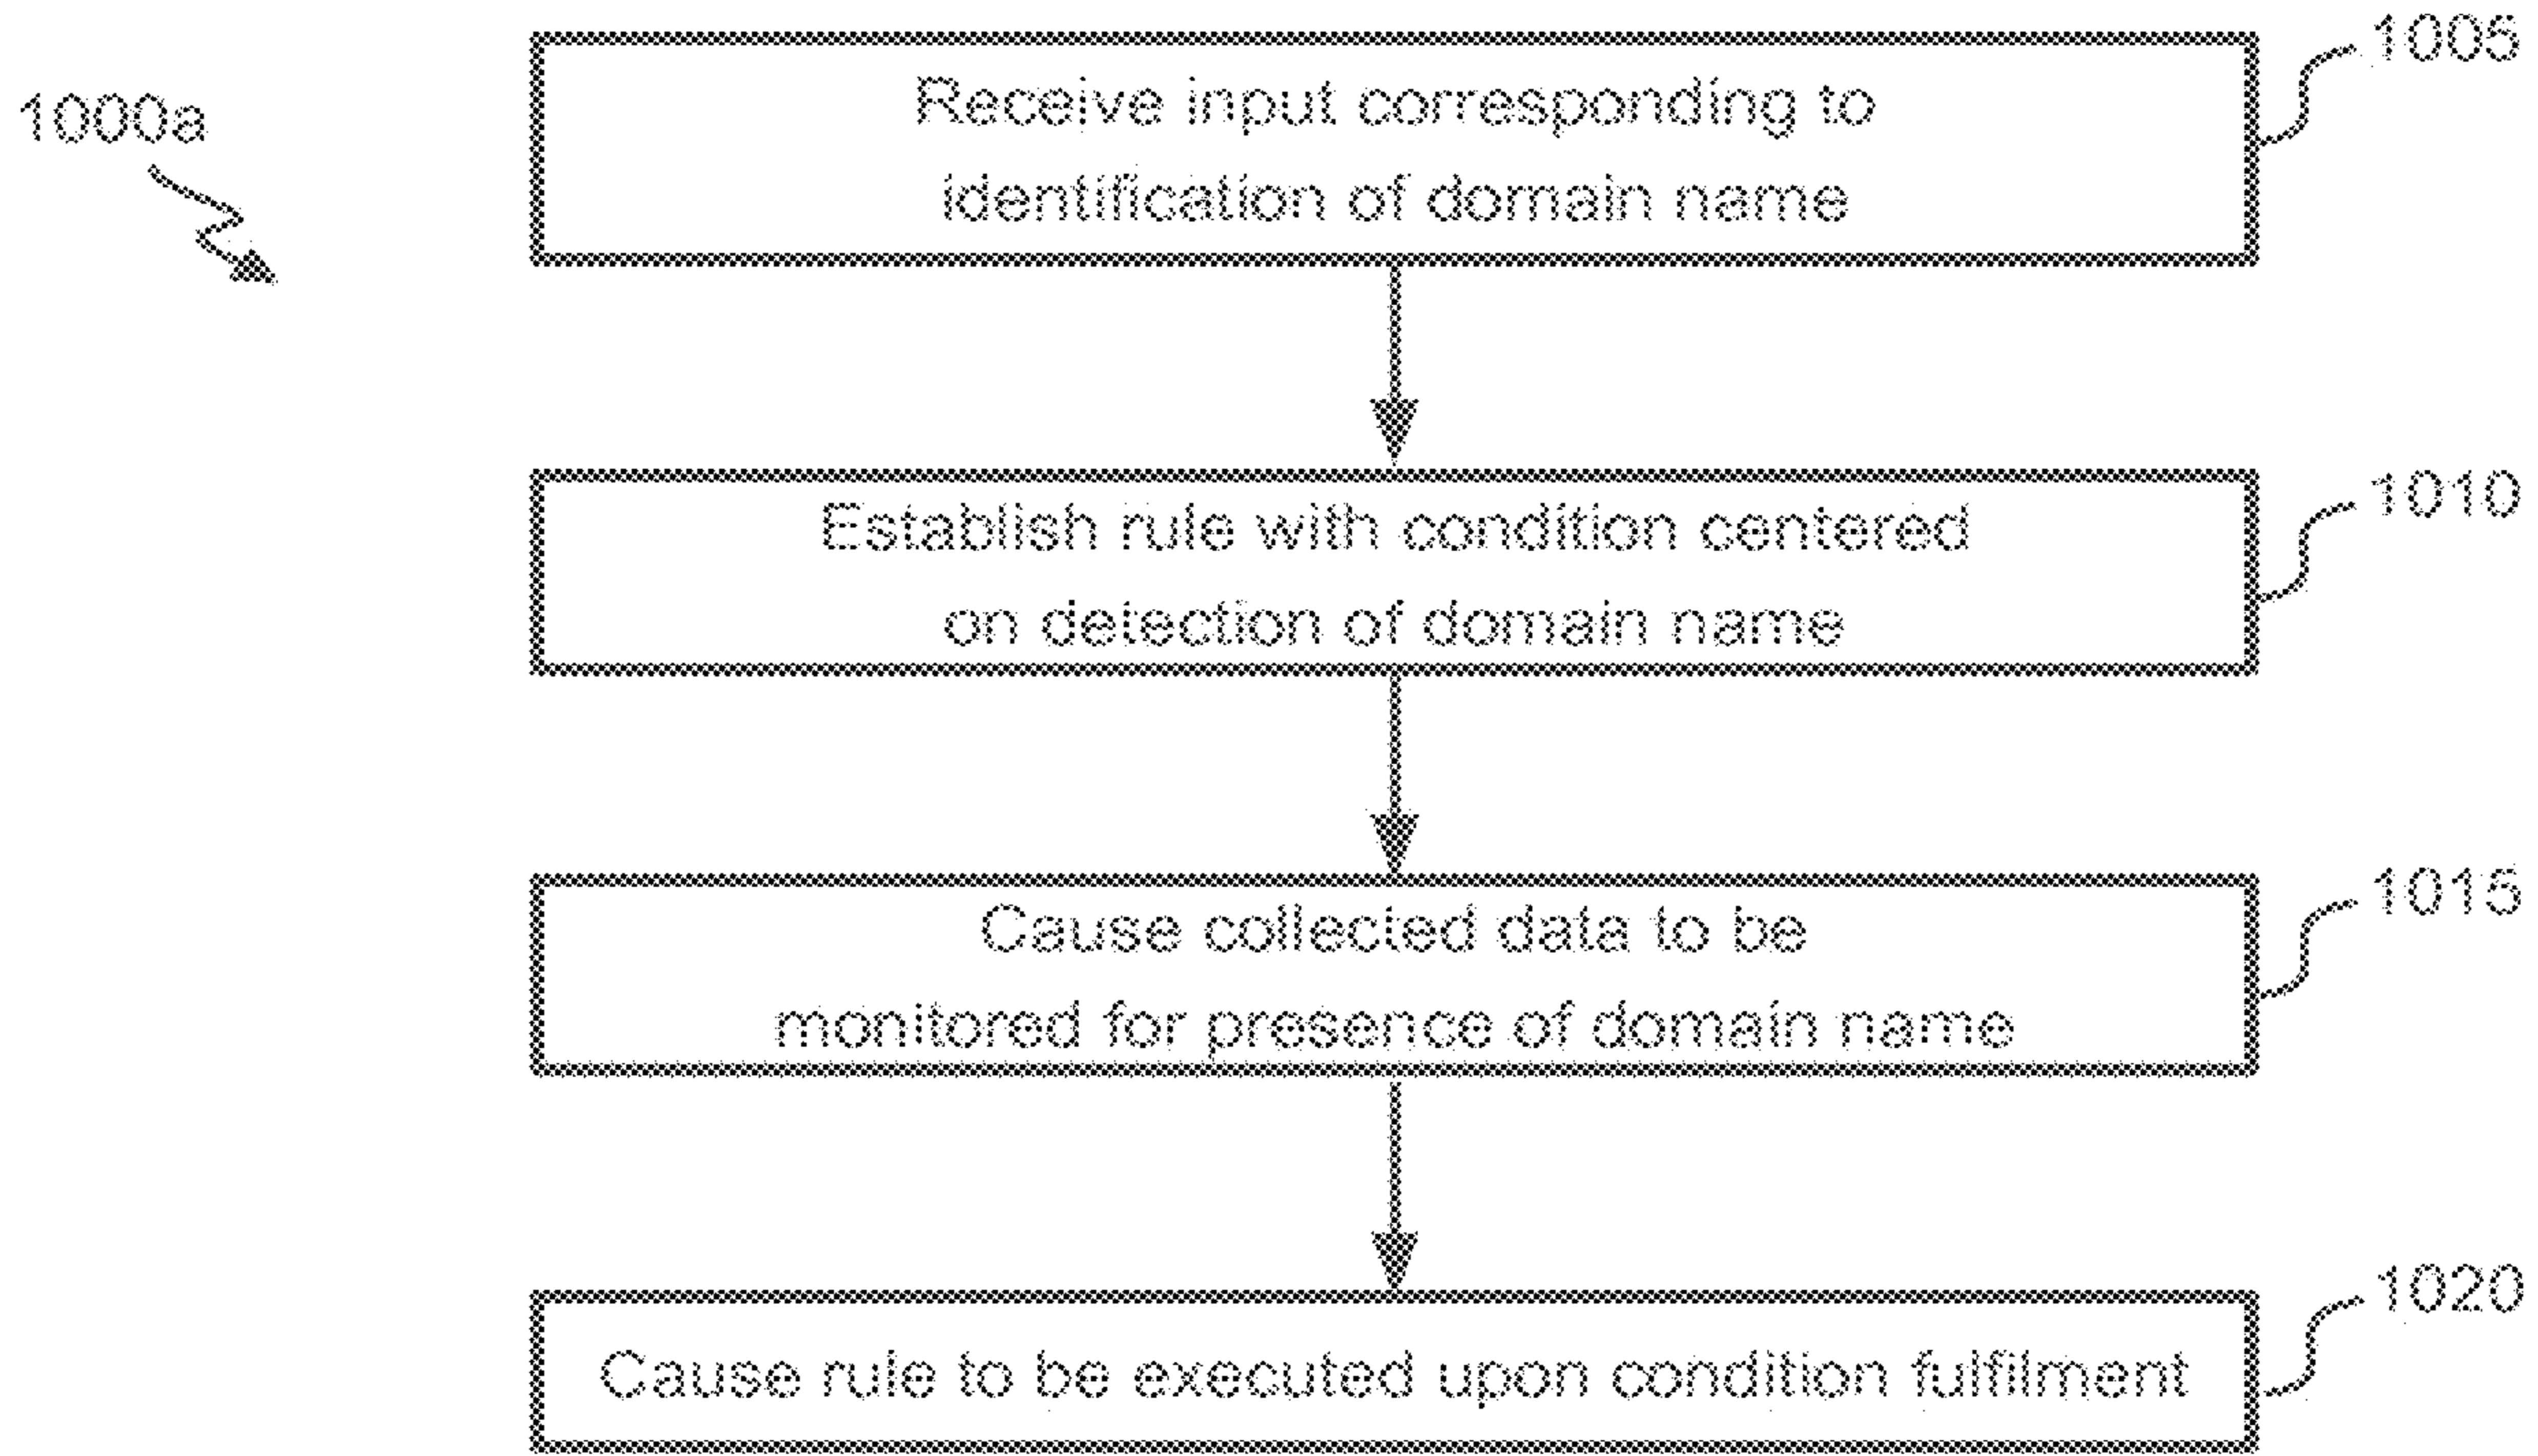 1000a
Receive input corresponding to
identification of domain name
1005
Establish rule with condition centered
on detection of domain name
1010
Cause collected data to be
monitored for presence of domain name
1015
Cause rule to be executed upon condition fulfilment
1020